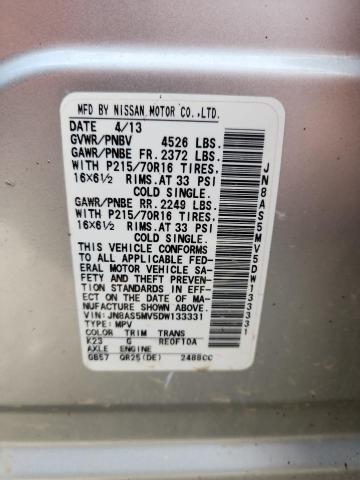 MFD BY NISSAN MOTOR CO.,LTD.
DATE 4/13
GVWR/PNBV 4526 LBS.
GAWR/PNBE FR. 2372 LBS.
WITH P215/70R16 TIRES,
16X6½ RIMS.AT 33 PSI
COLD SINGLE.
GAWR/PNBE RR. 2249 LBS.
WITH P215/70R16 TIRES,
16X6½ RIMS.AT 33 PSI
COLD SINGLE.
THIS VEHICLE CONFORMS
TO ALL APPLICABLE FED-
ERAL MOTOR VEHICLE SA-
FETY AND THEFT PREVEN-
TION STANDARDS IN EFF-
ECT ON THE DATE OF MA-
NUFACTURE SHOWN ABOVE.
VIN: JN8AS5MV5DW133331
TYPE: MPV
COLOR TRIM TRANS
K23 G RE0F10A
AXLE ENGINE
GB57 QR25(DE) 2488CC
JN8AS5MV5DW133331